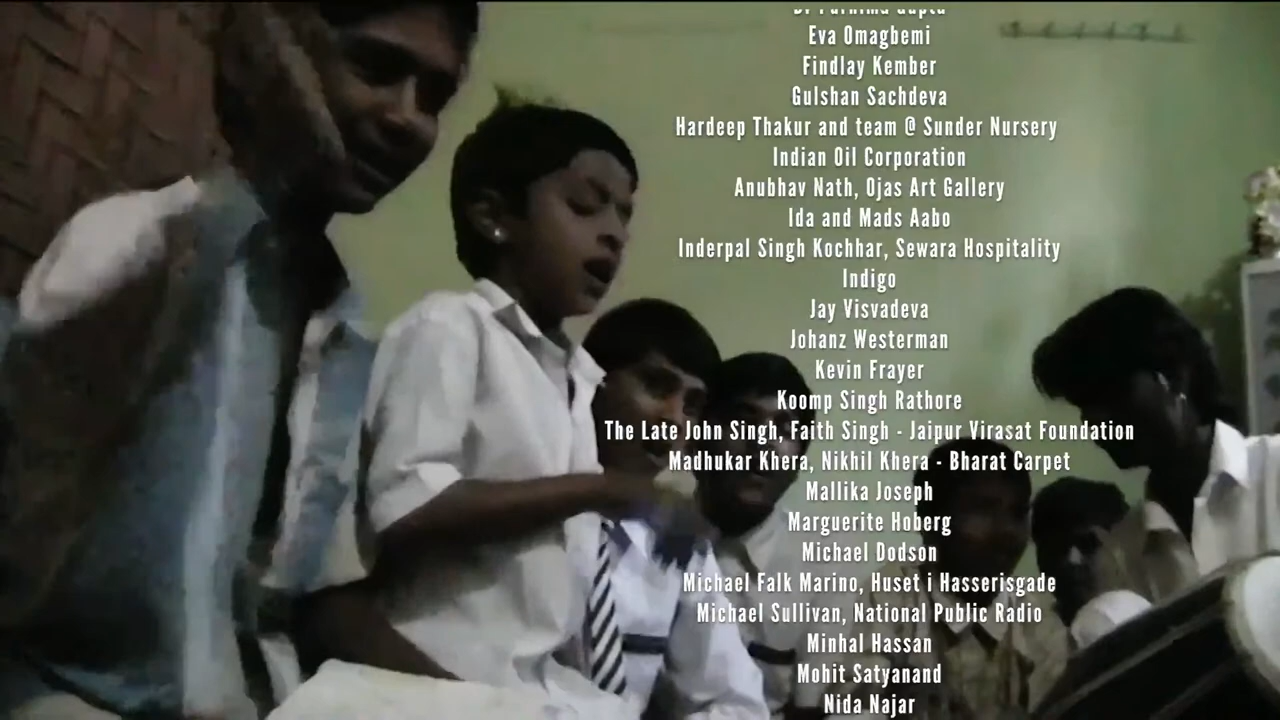 Eva Omagbemi
Findlay Kember
Gulshan Sachdeva
Hardeep Thakur and team @ Sunder Nursery
Indian Oil Corporation
Anubhav Nath, Ojas Art Gallery
Ida and Mads Aabo
Inderpal Singh Kochhar, Sewara Hospitality
Indigo
Jay Visvadeva
Johanz Westerman
Kevin Frayer
Koomp Singh Rathore
The Late John Singh, Faith Singh - Jaipur Virasat Foundation
Madhukar Khera, Nikhil Khera - Bharat Carpet
Mallika Joseph
Marguerite Hoberg
Michael Dodson
Michael Falk Marino, Huset i Hasserisgade
Michael Sullivan, National Public Radio
Minhal Hassan
Mohit Satyanand
Nida Najar